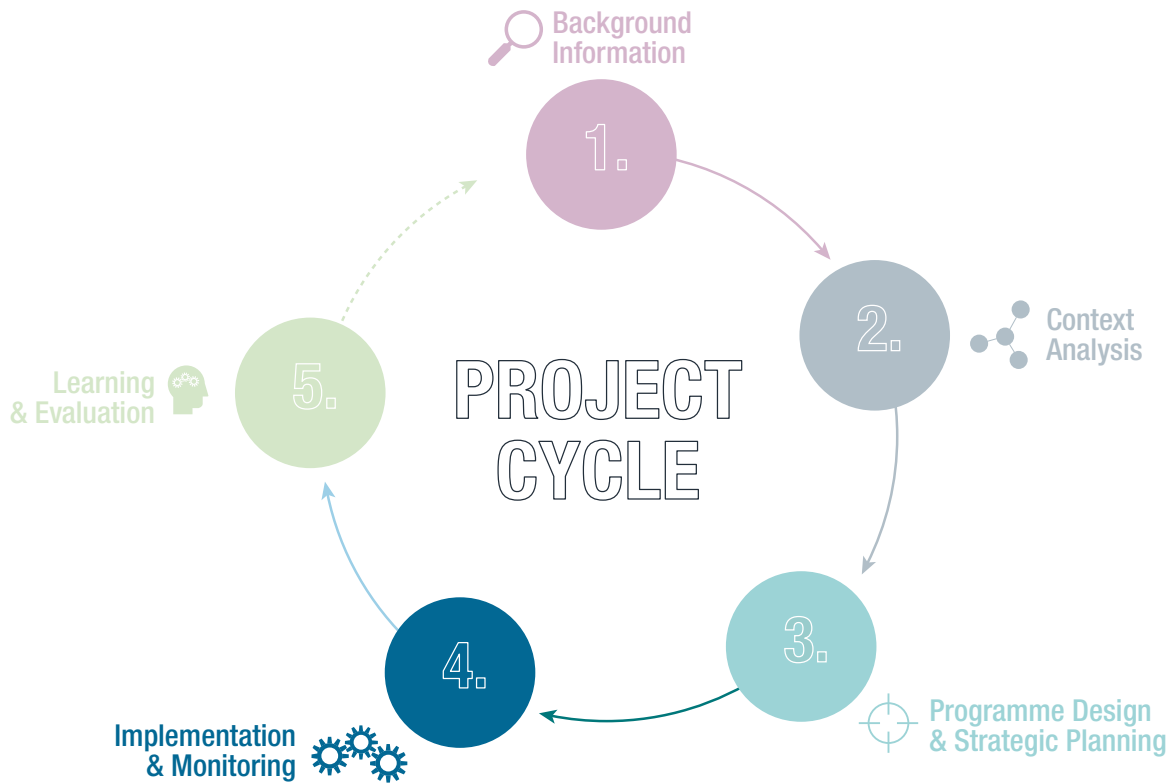 Background
Information
1.
2.
Context
Analysis
PROJECT
CYCLE
3.
Programme Design
& Strategic Planning
4.
Implementation
& Monitoring
5.
Learning
& Evaluation